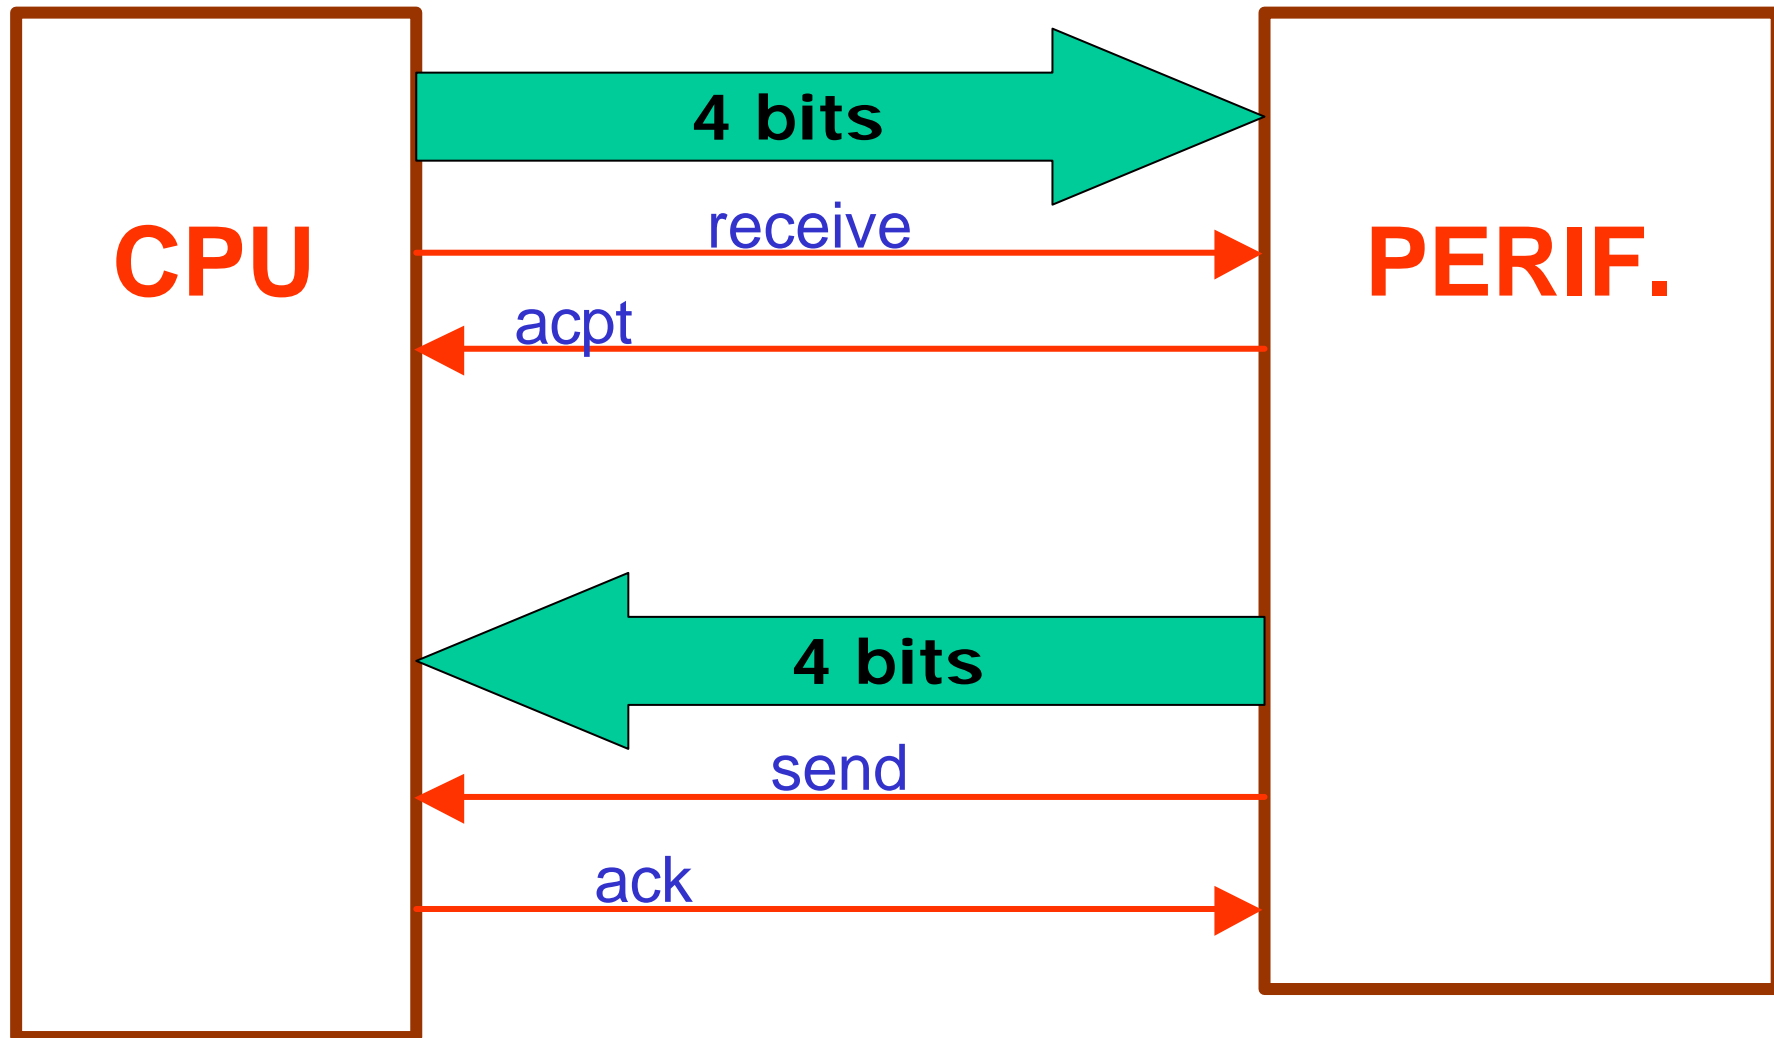 4 bits
receive
CPU
PERIF.
acpt
4 bits
send
ack